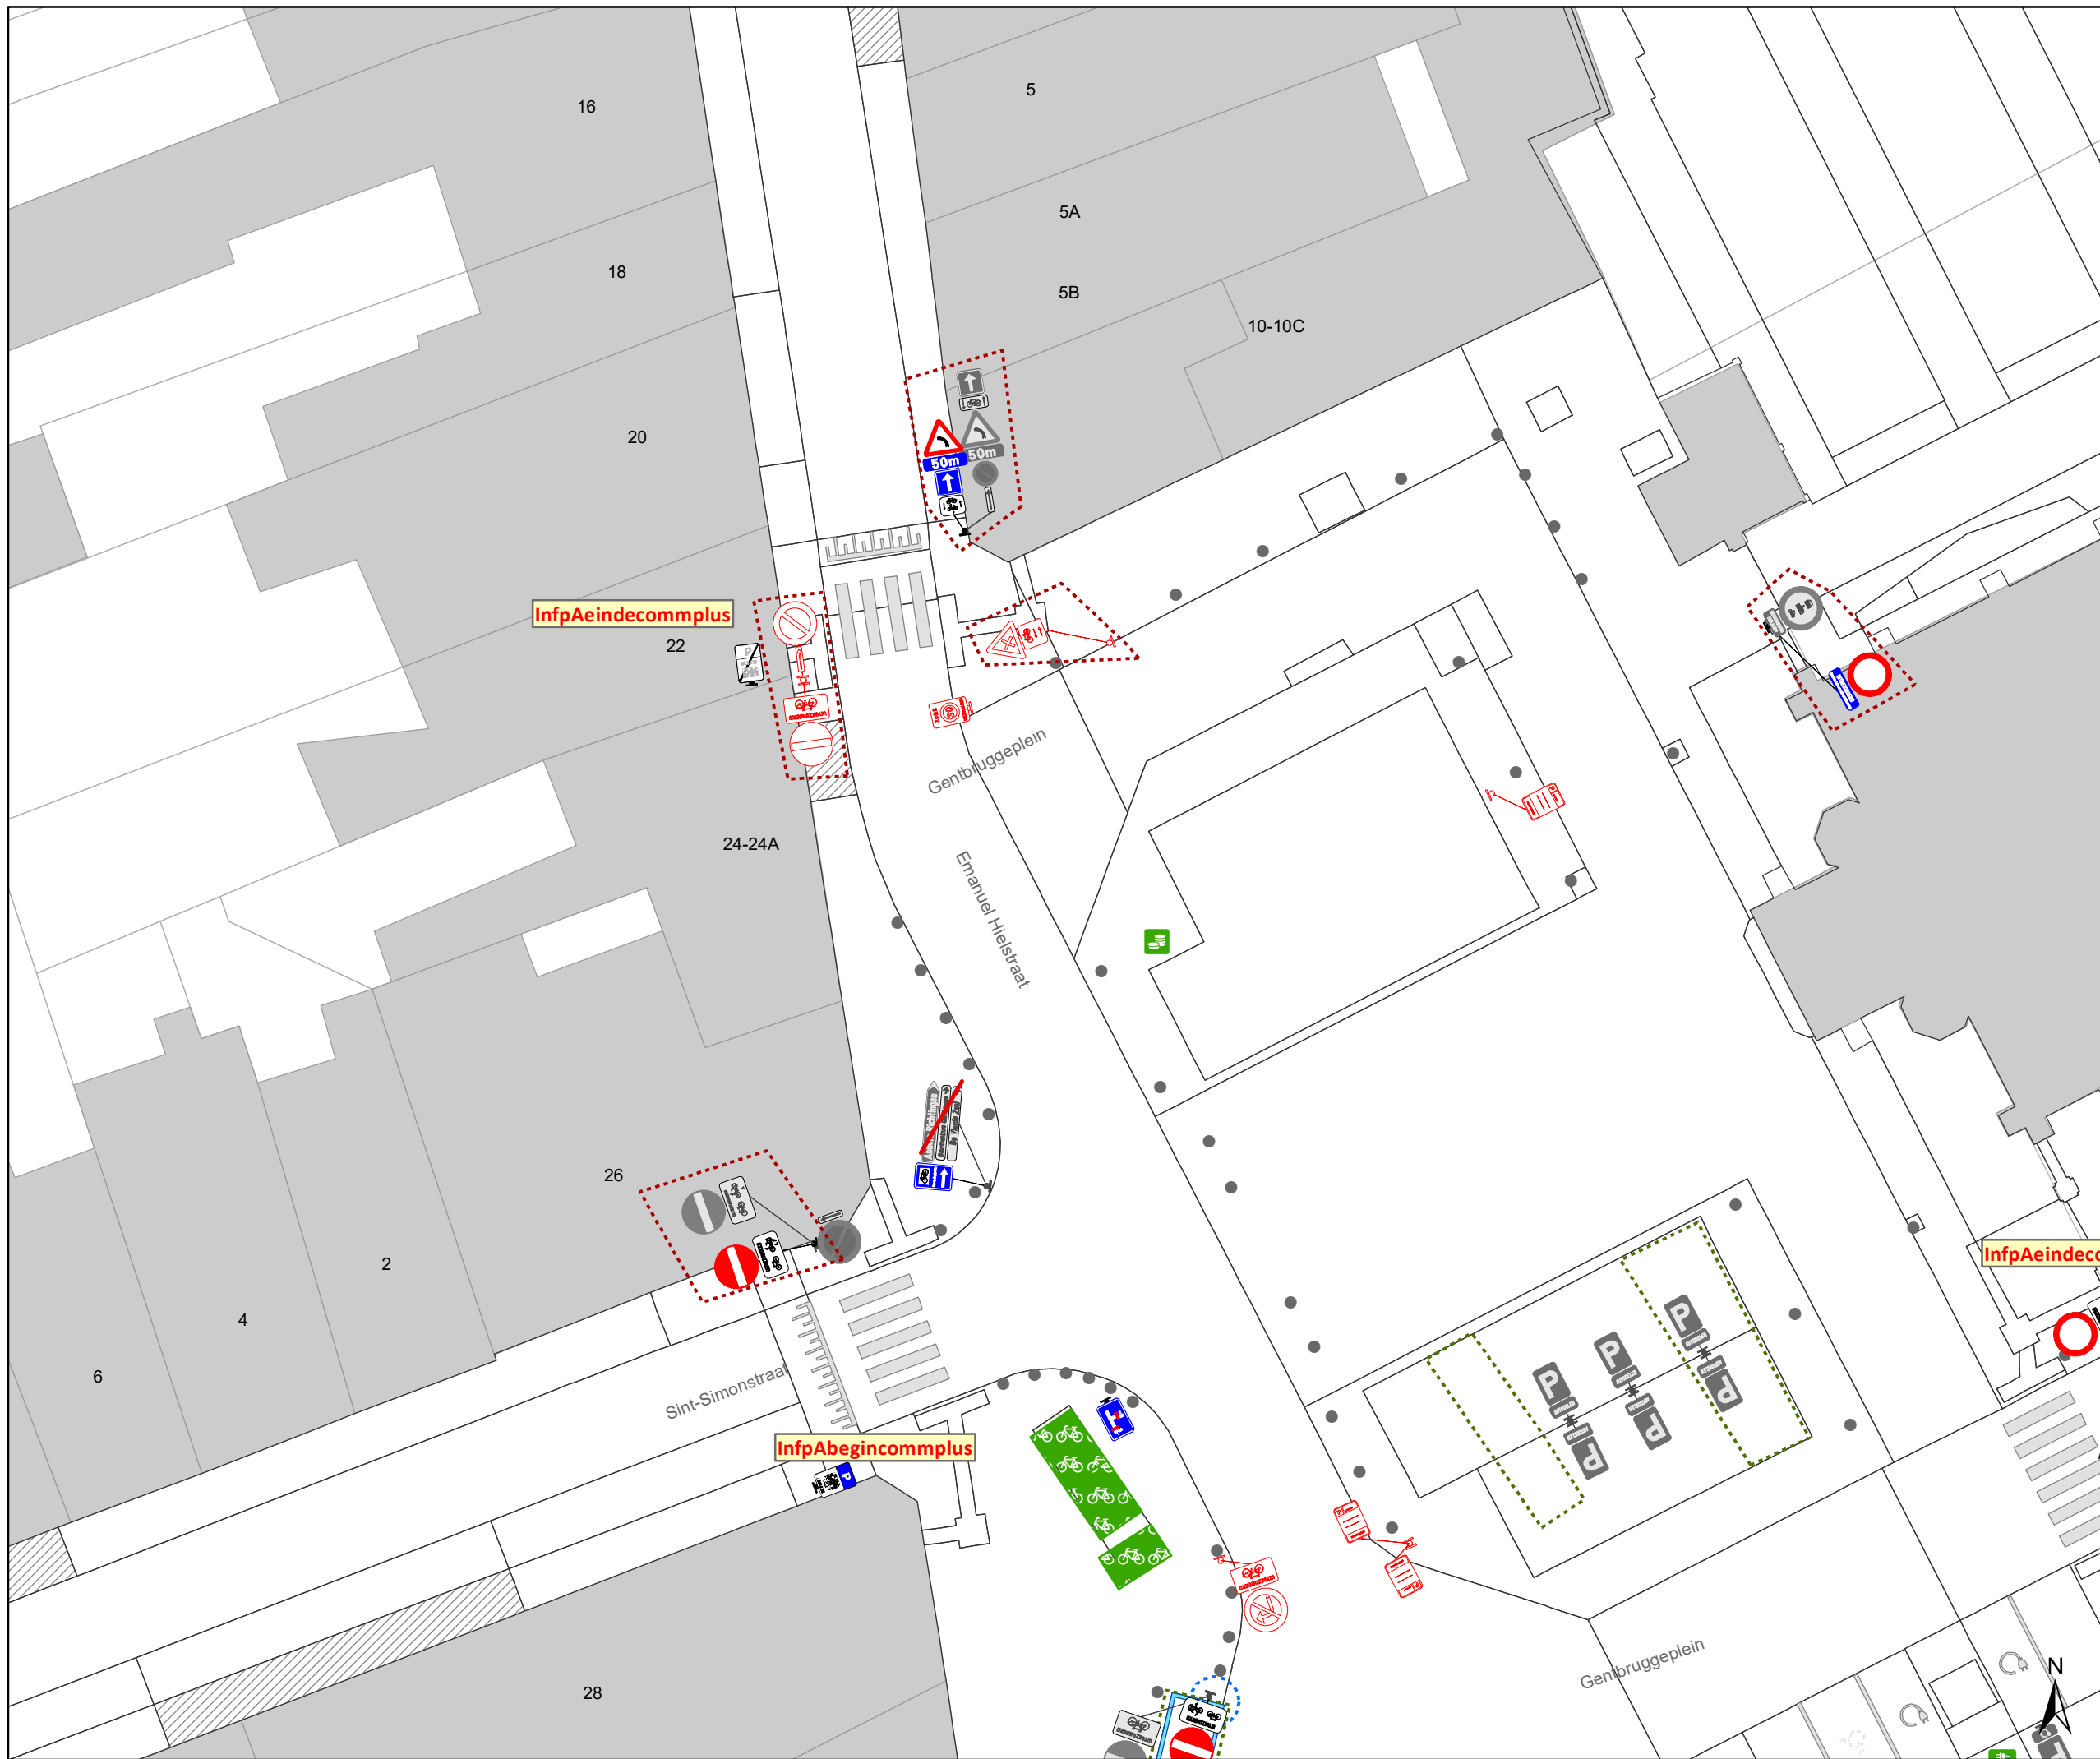 16
5
5A
18
5B
10-10C
20
50m
50m
InfpAeindecommplus
22
Gentbruggeplein
24-24A
Emanuel Hielstraat
26
2
InfpAeindeco
4
6
P
P
P
P
P
P
Sint-Simonstraat
InfpAbegincommplus
P
Gentbruggeplein
N
28